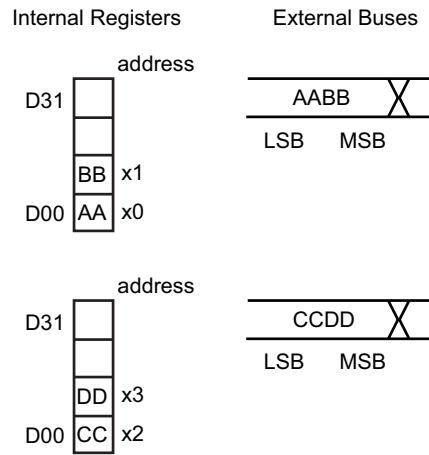 Internal Registers External Buses
address
D31 AABB
LSB MSB
BB x1
D00 AA x0
address
D31 CCDD
LSB MSB
DD x3
D00 CC x2